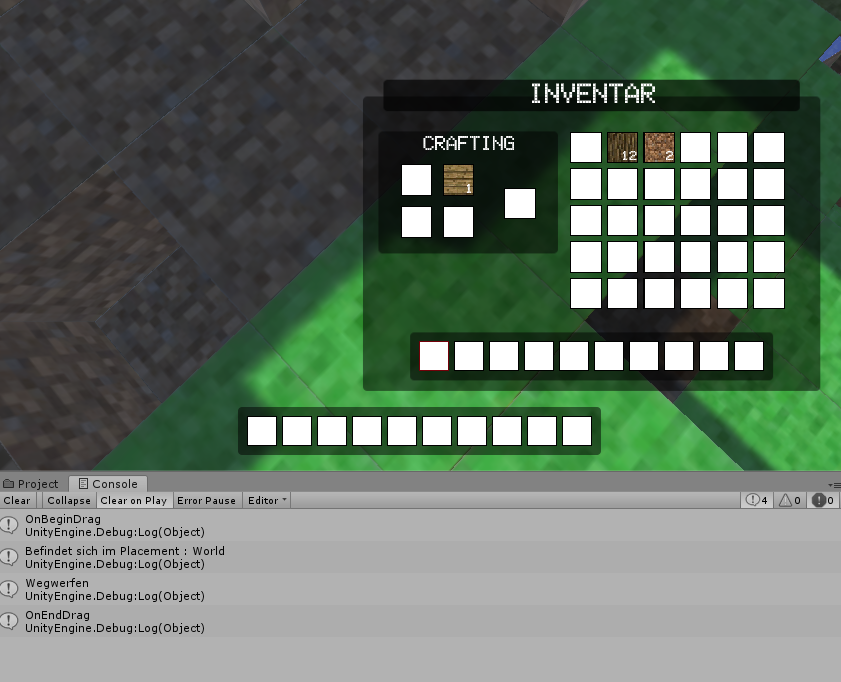 INVENTAR
CRAFTING
12
2
1
Project
Console
Clear
Collapse
Clear on Play
Error Pause
Editor
4
0
0
OnBeginDrag
UnityEngine.Debug:Log(Object)
Befindet sich im Placement : World
UnityEngine.Debug:Log(Object)
Wegwerfen
UnityEngine.Debug:Log(Object)
OnEndDrag
UnityEngine.Debug:Log(Object)